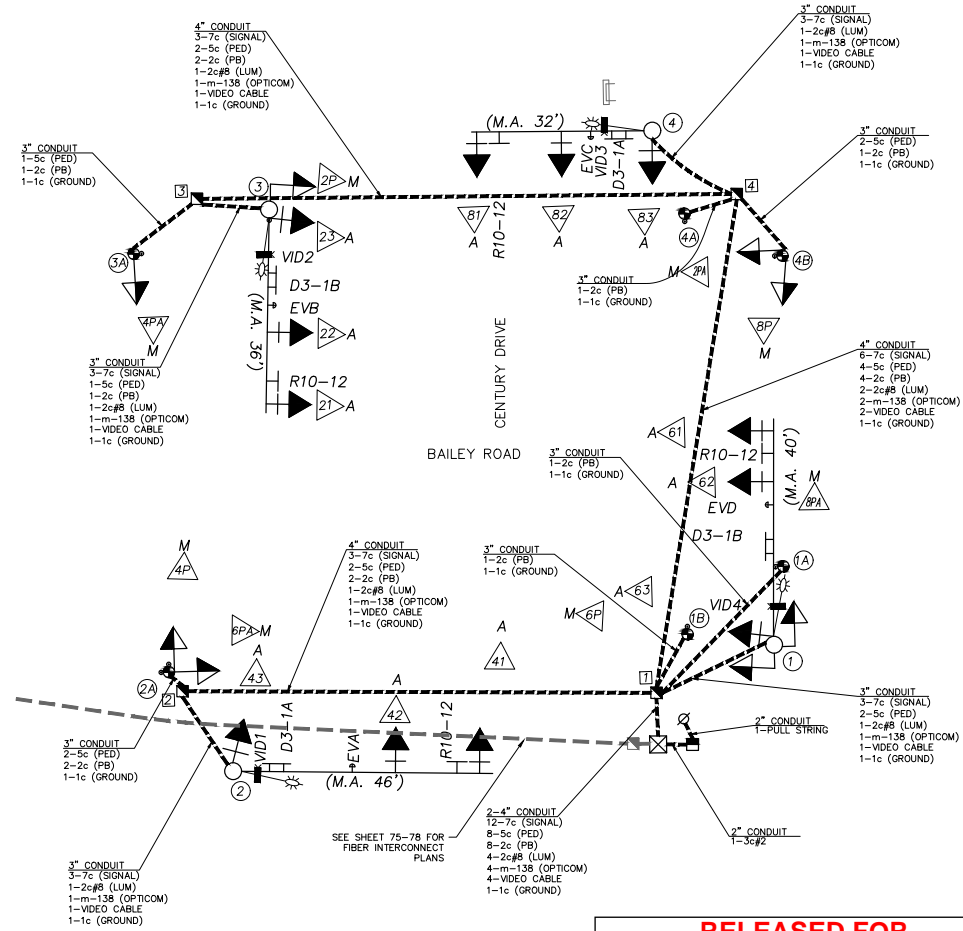 4" CONDUIT
3-7c (SIGNAL)
2-5c (PED)
2-2c (PB)
1-2c#8 (LUM)
1-m-138 (OPTICOM)
1-VIDEO CABLE
1-1c (GROUND)
3" CONDUIT
3-7c (SIGNAL)
1-2c#8 (LUM)
1-m-138 (OPTICOM)
1-VIDEO CABLE
1-1c (GROUND)
3" CONDUIT
1-5c (PED)
1-2c (PB)
1-1c (GROUND)
(M.A. 32')
EVC
VID3
D3-1A
4
3" CONDUIT
2-5c (PED)
1-2c (PB)
1-1c (GROUND)
3
3
2P
M
4
81
A
R10-12
82
A
83
A
4A
23
A
VID2
3A
4B
D3-1B
EVB
(M.A. 36')
M
2PA
3" CONDUIT
1-2c (PB)
1-1c (GROUND)
4PA
M
22
A
CENTURY DRIVE
8P
M
3" CONDUIT
3-7c (SIGNAL)
1-5c (PED)
1-2c (PB)
1-2c#8 (LUM)
1-m-138 (OPTICOM)
1-VIDEO CABLE
1-1c (GROUND)
R10-12
21
A
4" CONDUIT
6-7c (SIGNAL)
4-5c (PED)
4-2c (PB)
2-2c#8 (LUM)
2-m-138 (OPTICOM)
2-VIDEO CABLE
1-1c (GROUND)
BAILEY ROAD
A
61
R10-12
3" CONDUIT
1-2c (PB)
1-1c (GROUND)
A
62
(M.A. 40')
M
8PA
EVD
D3-1B
M
4P
4" CONDUIT
3-7c (SIGNAL)
2-5c (PED)
2-2c (PB)
1-2c#8 (LUM)
1-m-138 (OPTICOM)
1-VIDEO CABLE
1-1c (GROUND)
3" CONDUIT
1-2c (PB)
1-1c (GROUND)
1A
A
63
VID4
M
6P
1B
6PA
M
A
41
1
A
43
1
2A
2
A
42
3" CONDUIT
3-7c (SIGNAL)
2-5c (PED)
1-2c#8 (LUM)
1-m-138 (OPTICOM)
1-VIDEO CABLE
1-1c (GROUND)
VID1
D3-1A
EVA
R10-12
2" CONDUIT
1-PULL STRING
3" CONDUIT
2-5c (PED)
2-2c (PB)
1-1c (GROUND)
2
(M.A. 46')
SEE SHEET 75-78 FOR
FIBER INTERCONNECT
PLANS
2-4" CONDUIT
12-7c (SIGNAL)
8-5c (PED)
8-2c (PB)
4-2c#8 (LUM)
4-m-138 (OPTICOM)
4-VIDEO CABLE
1-1c (GROUND)
2" CONDUIT
1-3c#2
3" CONDUIT
3-7c (SIGNAL)
1-2c#8 (LUM)
1-m-138 (OPTICOM)
1-VIDEO CABLE
1-1c (GROUND)
RELEASED FOR